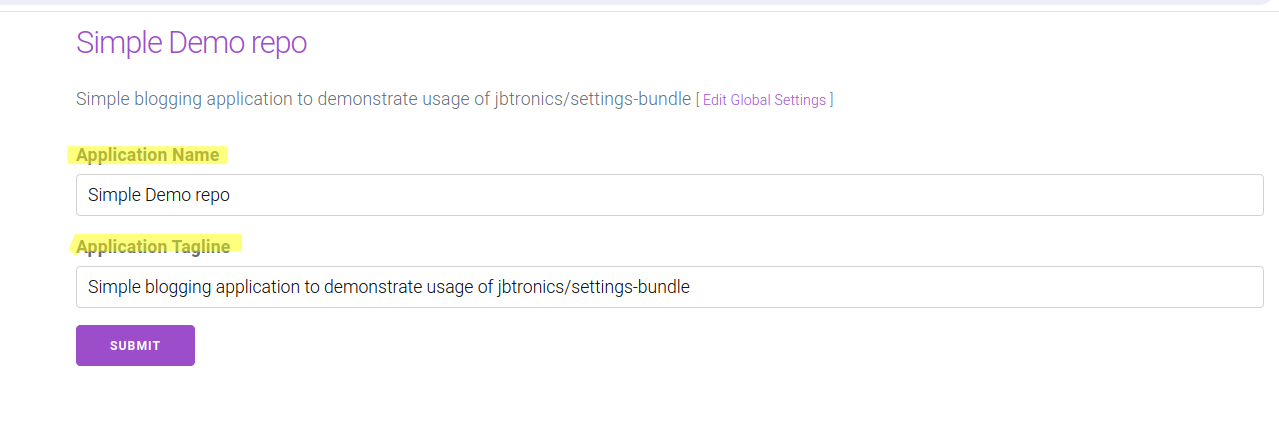 Simple Demo repo
Simple blogging application to demonstrate usage of jbtronics/settings-bundle [ Edit Global Settings ]
Application Name
Simple Demo repo
Application Tagline
Simple blogging application to demonstrate usage of jbtronics/settings-bundle
SUBMIT